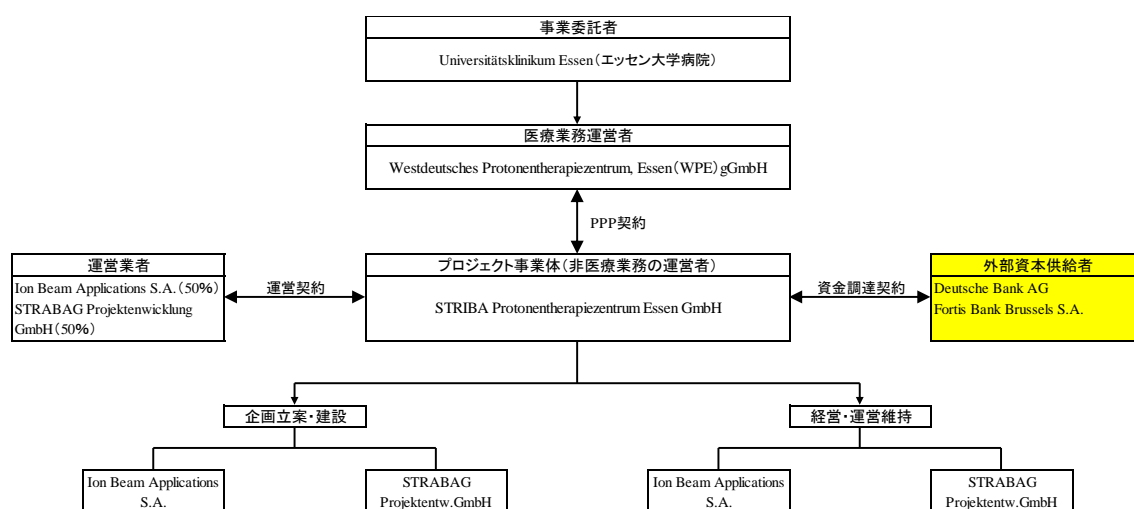 事業委託者
Universitätsklinikum Essen(エッセン大学病院)
医療業務運営者
Westdeutsches Protonentherapiezentrum, Essen(WPE)gGmbH
PPP契約
運営業者
Ion Beam Applications S.A.(50%)
STRABAG Projektenwicklung
GmbH(50%)
運営契約
プロジェクト事業体(非医療業務の運営者)
STRIBA Protonentherapiezentrum Essen GmbH
資金調達契約
外部資本供給者
Deutsche Bank AG
Fortis Bank Brussels S.A.
企画立案・建設
経営・運営維持
Ion Beam Applications
S.A.
STRABAG
Projektentw.GmbH
Ion Beam Applications
S.A.
STRABAG
Projektentw.GmbH